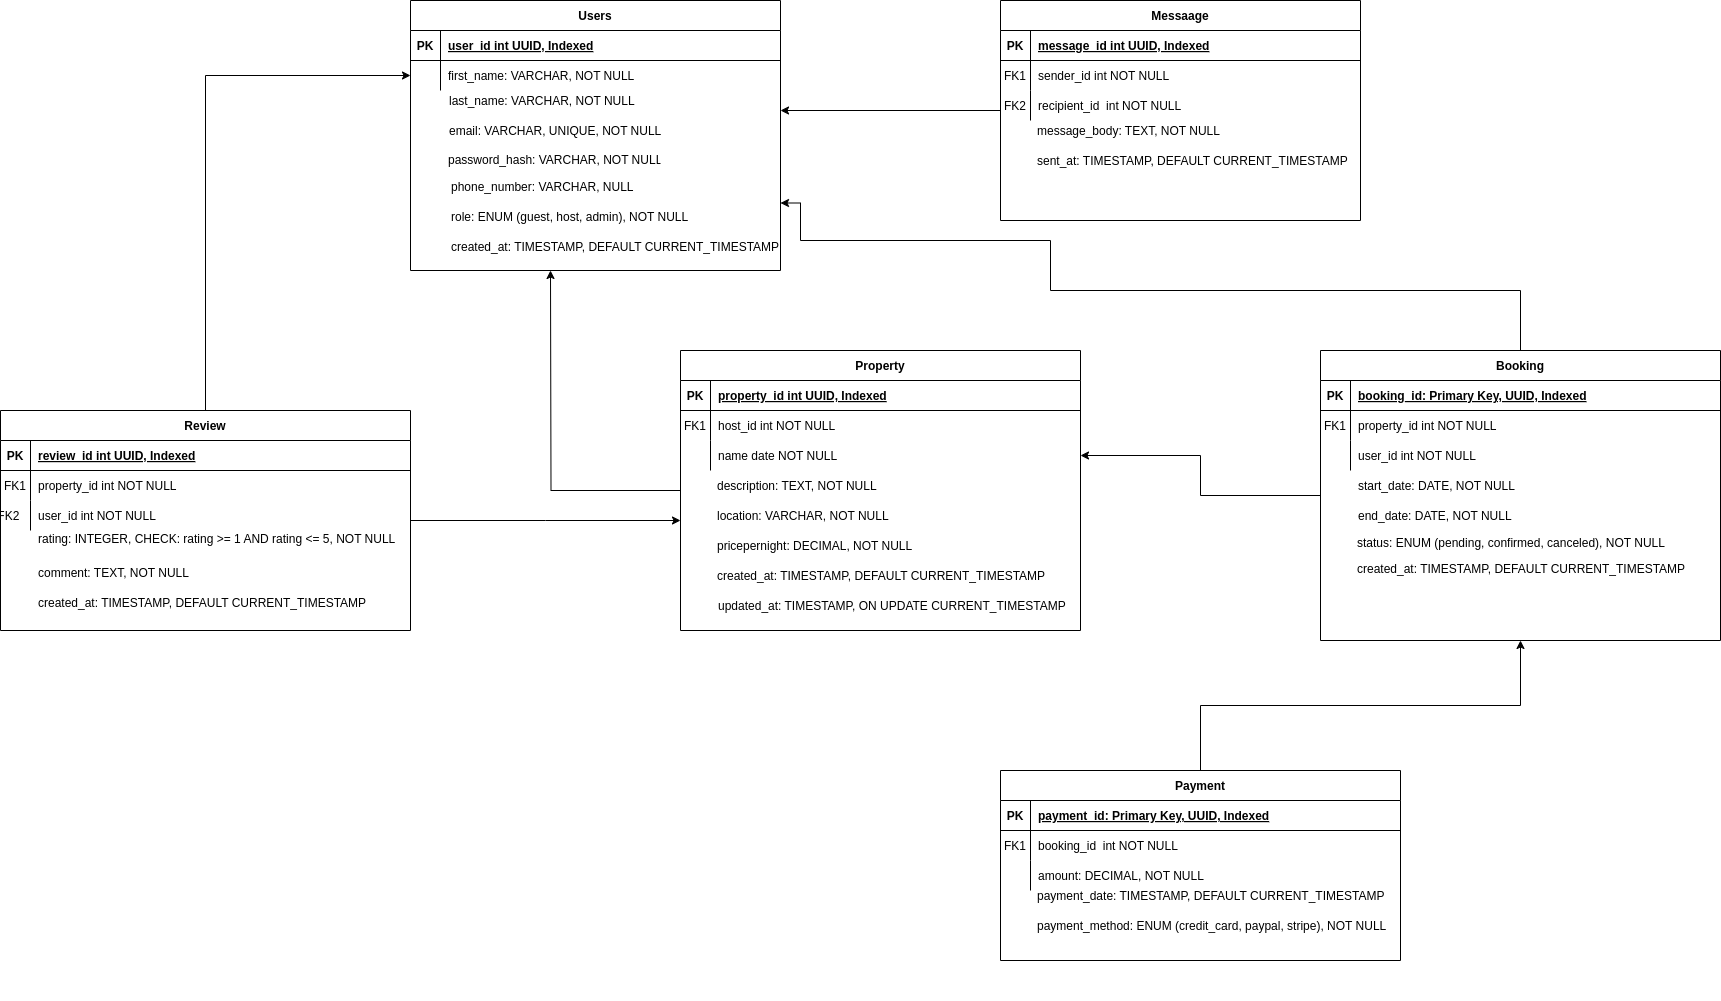 Users
PK user_id int UUID, Indexed
first_name: VARCHAR, NOT NULL
last_name: VARCHAR, NOT NULL
email: VARCHAR, UNIQUE, NOT NULL
password_hash: VARCHAR, NOT NULL
phone_number: VARCHAR, NULL
role: ENUM (guest, host, admin), NOT NULL
created_at: TIMESTAMP, DEFAULT CURRENT_TIMESTAMP
Messaage
PK message_id int UUID, Indexed
FK1 sender_id int NOT NULL
FK2 recipient_id  int NOT NULL
message_body: TEXT, NOT NULL
sent_at: TIMESTAMP, DEFAULT CURRENT_TIMESTAMP
Review
PK review_id int UUID, Indexed
FK1 property_id int NOT NULL
FK2 user_id int NOT NULL
rating: INTEGER, CHECK: rating >= 1 AND rating <= 5, NOT NULL
comment: TEXT, NOT NULL
created_at: TIMESTAMP, DEFAULT CURRENT_TIMESTAMP
Property
PK property_id int UUID, Indexed
FK1 host_id int NOT NULL
name date NOT NULL
description: TEXT, NOT NULL
location: VARCHAR, NOT NULL
pricepernight: DECIMAL, NOT NULL
created_at: TIMESTAMP, DEFAULT CURRENT_TIMESTAMP
updated_at: TIMESTAMP, ON UPDATE CURRENT_TIMESTAMP
Booking
PK booking_id: Primary Key, UUID, Indexed
FK1 property_id int NOT NULL
user_id int NOT NULL
start_date: DATE, NOT NULL
end_date: DATE, NOT NULL
status: ENUM (pending, confirmed, canceled), NOT NULL
created_at: TIMESTAMP, DEFAULT CURRENT_TIMESTAMP
Payment
PK payment_id: Primary Key, UUID, Indexed
FK1 booking_id  int NOT NULL
amount: DECIMAL, NOT NULL
payment_date: TIMESTAMP, DEFAULT CURRENT_TIMESTAMP
payment_method: ENUM (credit_card, paypal, stripe), NOT NULL